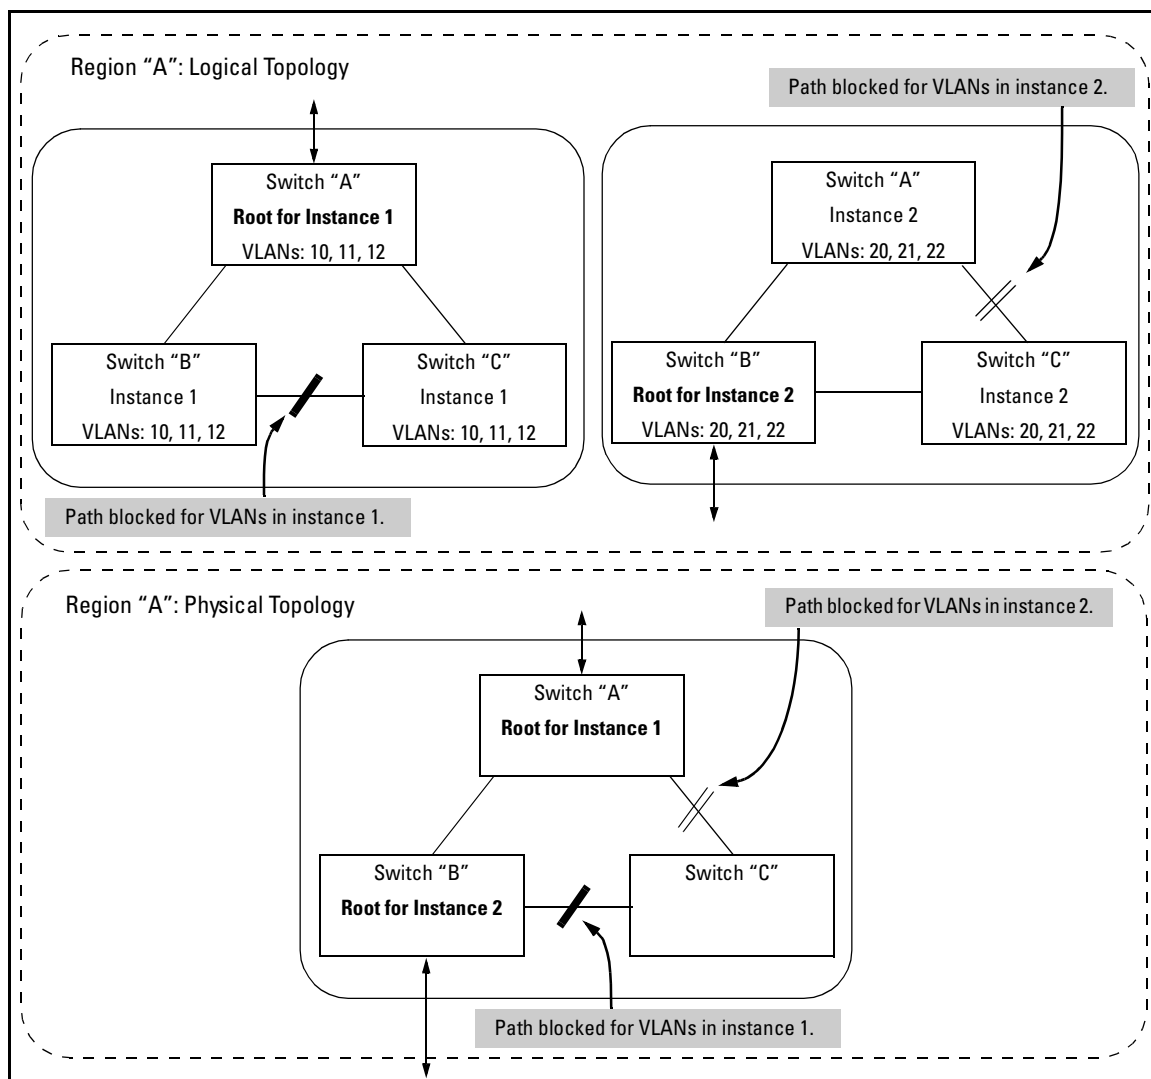 Region “A”: Logical Topology
Path blocked for VLANs in instance 2.
Switch “A”
Root for Instance 1
VLANs: 10, 11, 12
Switch “B”
Instance 1
VLANs: 10, 11, 12
Switch “C”
Instance 1
VLANs: 10, 11, 12
Path blocked for VLANs in instance 1.
Switch “A”
Instance 2
VLANs: 20, 21, 22
Switch “B”
Root for Instance 2
VLANs: 20, 21, 22
Switch “C”
Instance 2
VLANs: 20, 21, 22
Region “A”: Physical Topology
Path blocked for VLANs in instance 2.
Switch “A”
Root for Instance 1
Switch “B”
Root for Instance 2
Switch “C”
Path blocked for VLANs in instance 1.